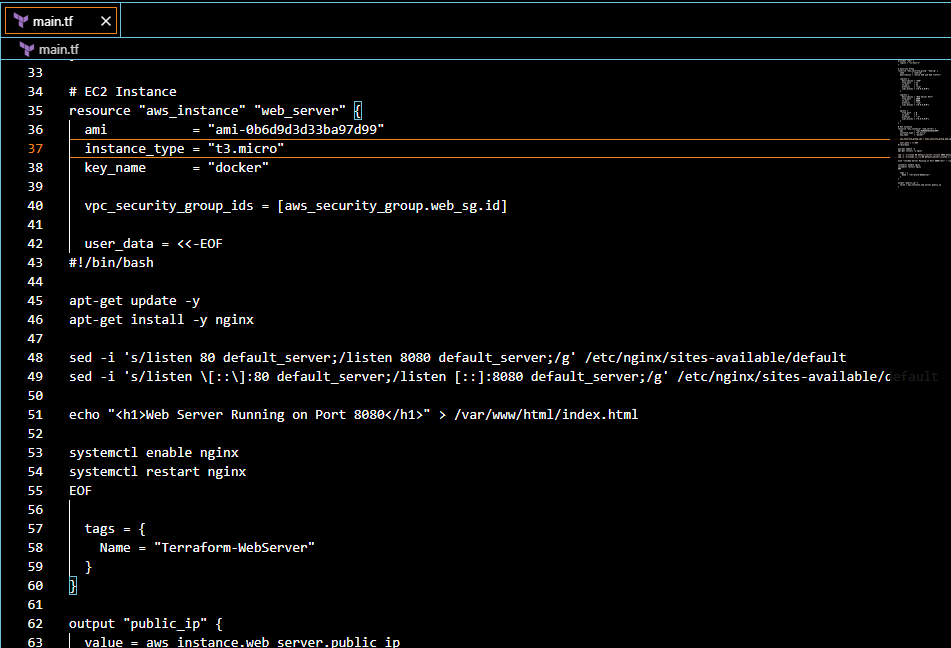 main.tf
main.tf
33
34 # EC2 Instance
35 resource "aws_instance" "web_server" {
36   ami           = "ami-0b6d9d3d33ba97d99"
37   instance_type = "t3.micro"
38   key_name      = "docker"
39
40   vpc_security_group_ids = [aws_security_group.web_sg.id]
41
42   user_data = <<-EOF
43 #!/bin/bash
44
45 apt-get update -y
46 apt-get install -y nginx
47
48 sed -i 's/listen 80 default_server;/listen 8080 default_server;/g' /etc/nginx/sites-available/default
49 sed -i 's/listen \[::\]:80 default_server;/listen [::]:8080 default_server;/g' /etc/nginx/sites-available/default
50
51 echo "<h1>Web Server Running on Port 8080</h1>" > /var/www/html/index.html
52
53 systemctl enable nginx
54 systemctl restart nginx
55 EOF
56
57   tags = {
58     Name = "Terraform-WebServer"
59   }
60 }
61
62 output "public_ip" {
63   value = aws_instance.web_server.public_ip